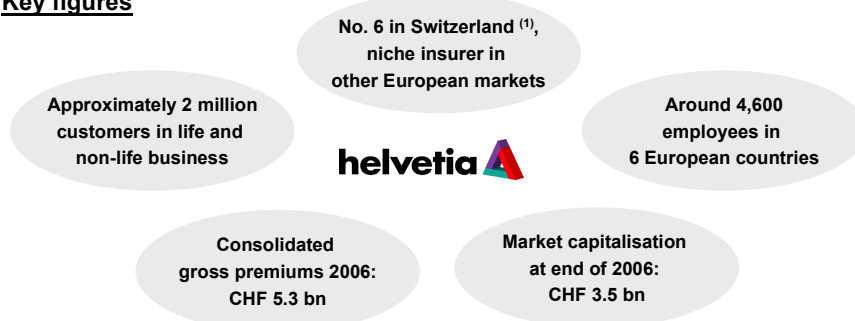 Key figures
No. 6 in Switzerland (1),
niche insurer in
other European markets
Approximately 2 million
customers in life and
non-life business
Around 4,600
employees in
6 European countries
helvetia
Consolidated
gross premiums 2006:
CHF 5.3 bn
Market capitalisation
at end of 2006:
CHF 3.5 bn